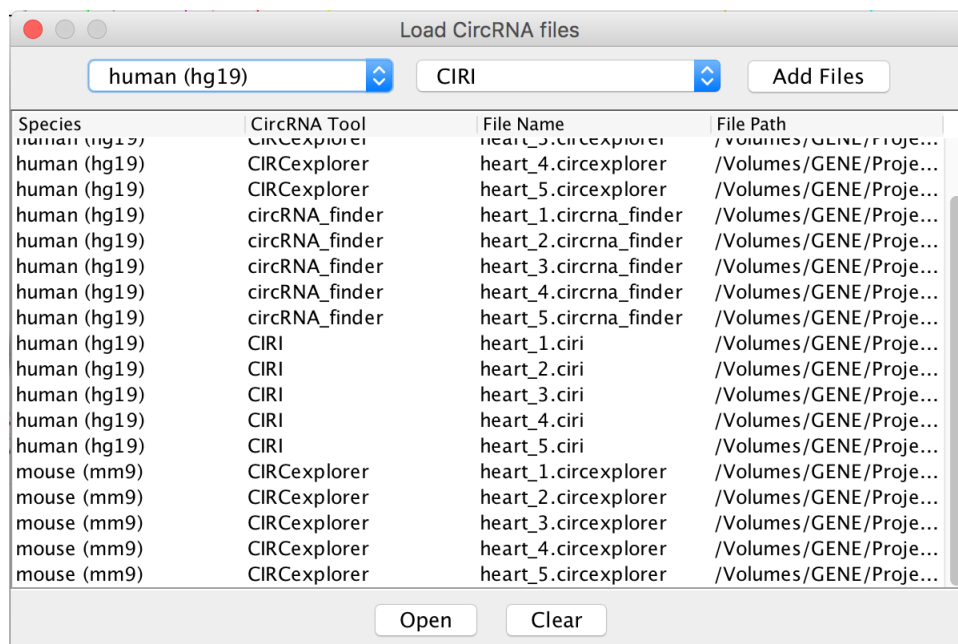 Load CircRNA files
human (hg19) CIRI Add Files
Species CircRNA Tool File Name File Path
human (hg19) CIRCexplorer heart_3.circexplorer /Volumes/GENE/Proje...
human (hg19) CIRCexplorer heart_4.circexplorer /Volumes/GENE/Proje...
human (hg19) CIRCexplorer heart_5.circexplorer /Volumes/GENE/Proje...
human (hg19) circRNA_finder heart_1.circrna_finder /Volumes/GENE/Proje...
human (hg19) circRNA_finder heart_2.circrna_finder /Volumes/GENE/Proje...
human (hg19) circRNA_finder heart_3.circrna_finder /Volumes/GENE/Proje...
human (hg19) circRNA_finder heart_4.circrna_finder /Volumes/GENE/Proje...
human (hg19) circRNA_finder heart_5.circrna_finder /Volumes/GENE/Proje...
human (hg19) CIRI heart_1.ciri /Volumes/GENE/Proje...
human (hg19) CIRI heart_2.ciri /Volumes/GENE/Proje...
human (hg19) CIRI heart_3.ciri /Volumes/GENE/Proje...
human (hg19) CIRI heart_4.ciri /Volumes/GENE/Proje...
human (hg19) CIRI heart_5.ciri /Volumes/GENE/Proje...
mouse (mm9) CIRCexplorer heart_1.circexplorer /Volumes/GENE/Proje...
mouse (mm9) CIRCexplorer heart_2.circexplorer /Volumes/GENE/Proje...
mouse (mm9) CIRCexplorer heart_3.circexplorer /Volumes/GENE/Proje...
mouse (mm9) CIRCexplorer heart_4.circexplorer /Volumes/GENE/Proje...
mouse (mm9) CIRCexplorer heart_5.circexplorer /Volumes/GENE/Proje...
Open Clear